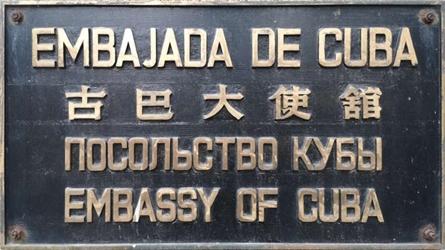 EMBAJADA DE CUBA
古巴大使舘
ПОСОЛЬСТВО КУБЫ
EMBASSY OF CUBA